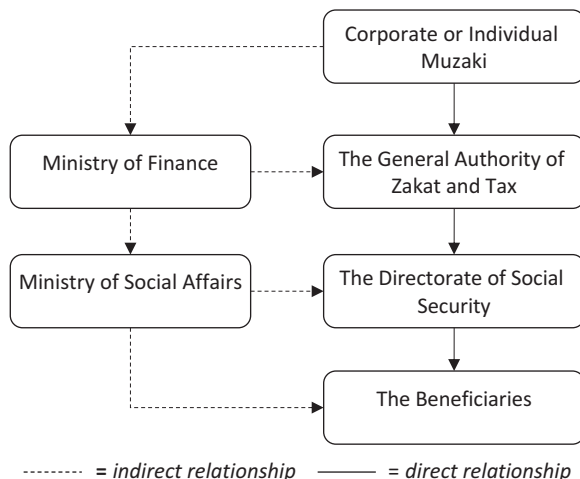 Corporate or Individual
Muzaki
Ministry of Finance
The General Authority of
Zakat and Tax
Ministry of Social Affairs
The Directorate of Social
Security
The Beneficiaries
= indirect relationship
= direct relationship